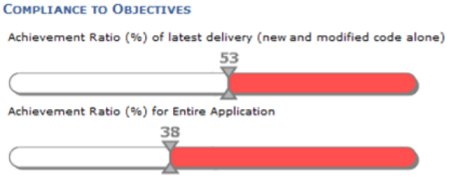 COMPLIANCE TO OBJECTIVES
Achievement Ratio (%) of latest delivery (new and modified code alone)
53
Achievement Ratio (%) for Entire Application
38